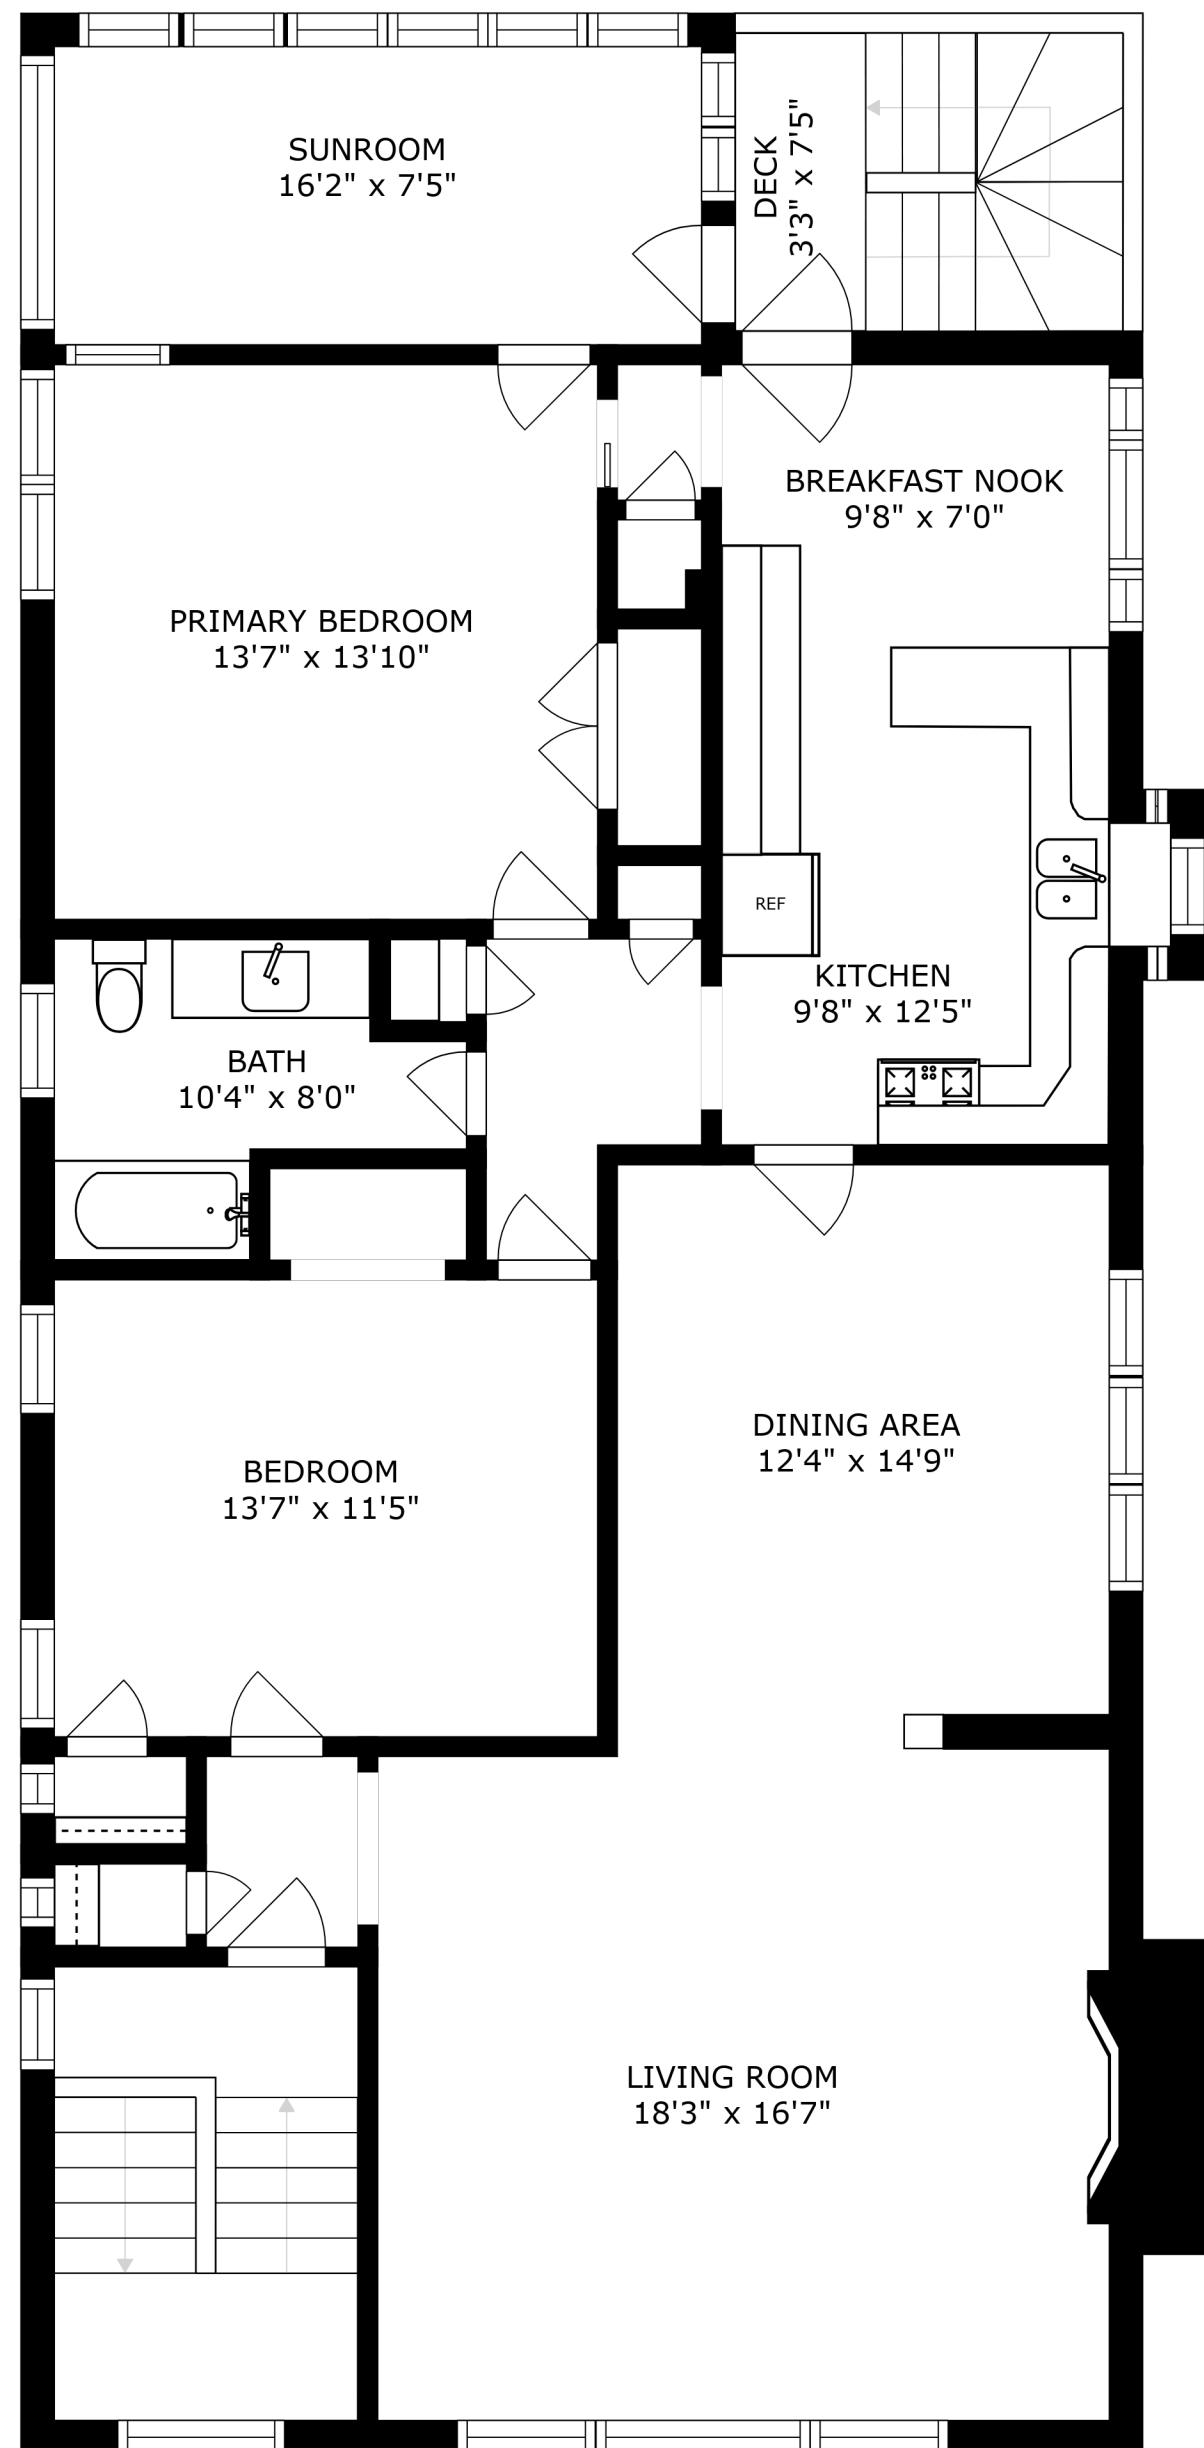 SUNROOM
16'2" x 7'5"
DECK
3'3" x 7'5"
BREAKFAST NOOK
9'8" x 7'0"
PRIMARY BEDROOM
13'7" x 13'10"
REF
KITCHEN
9'8" x 12'5"
BATH
10'4" x 8'0"
DINING AREA
12'4" x 14'9"
BEDROOM
13'7" x 11'5"
LIVING ROOM
18'3" x 16'7"